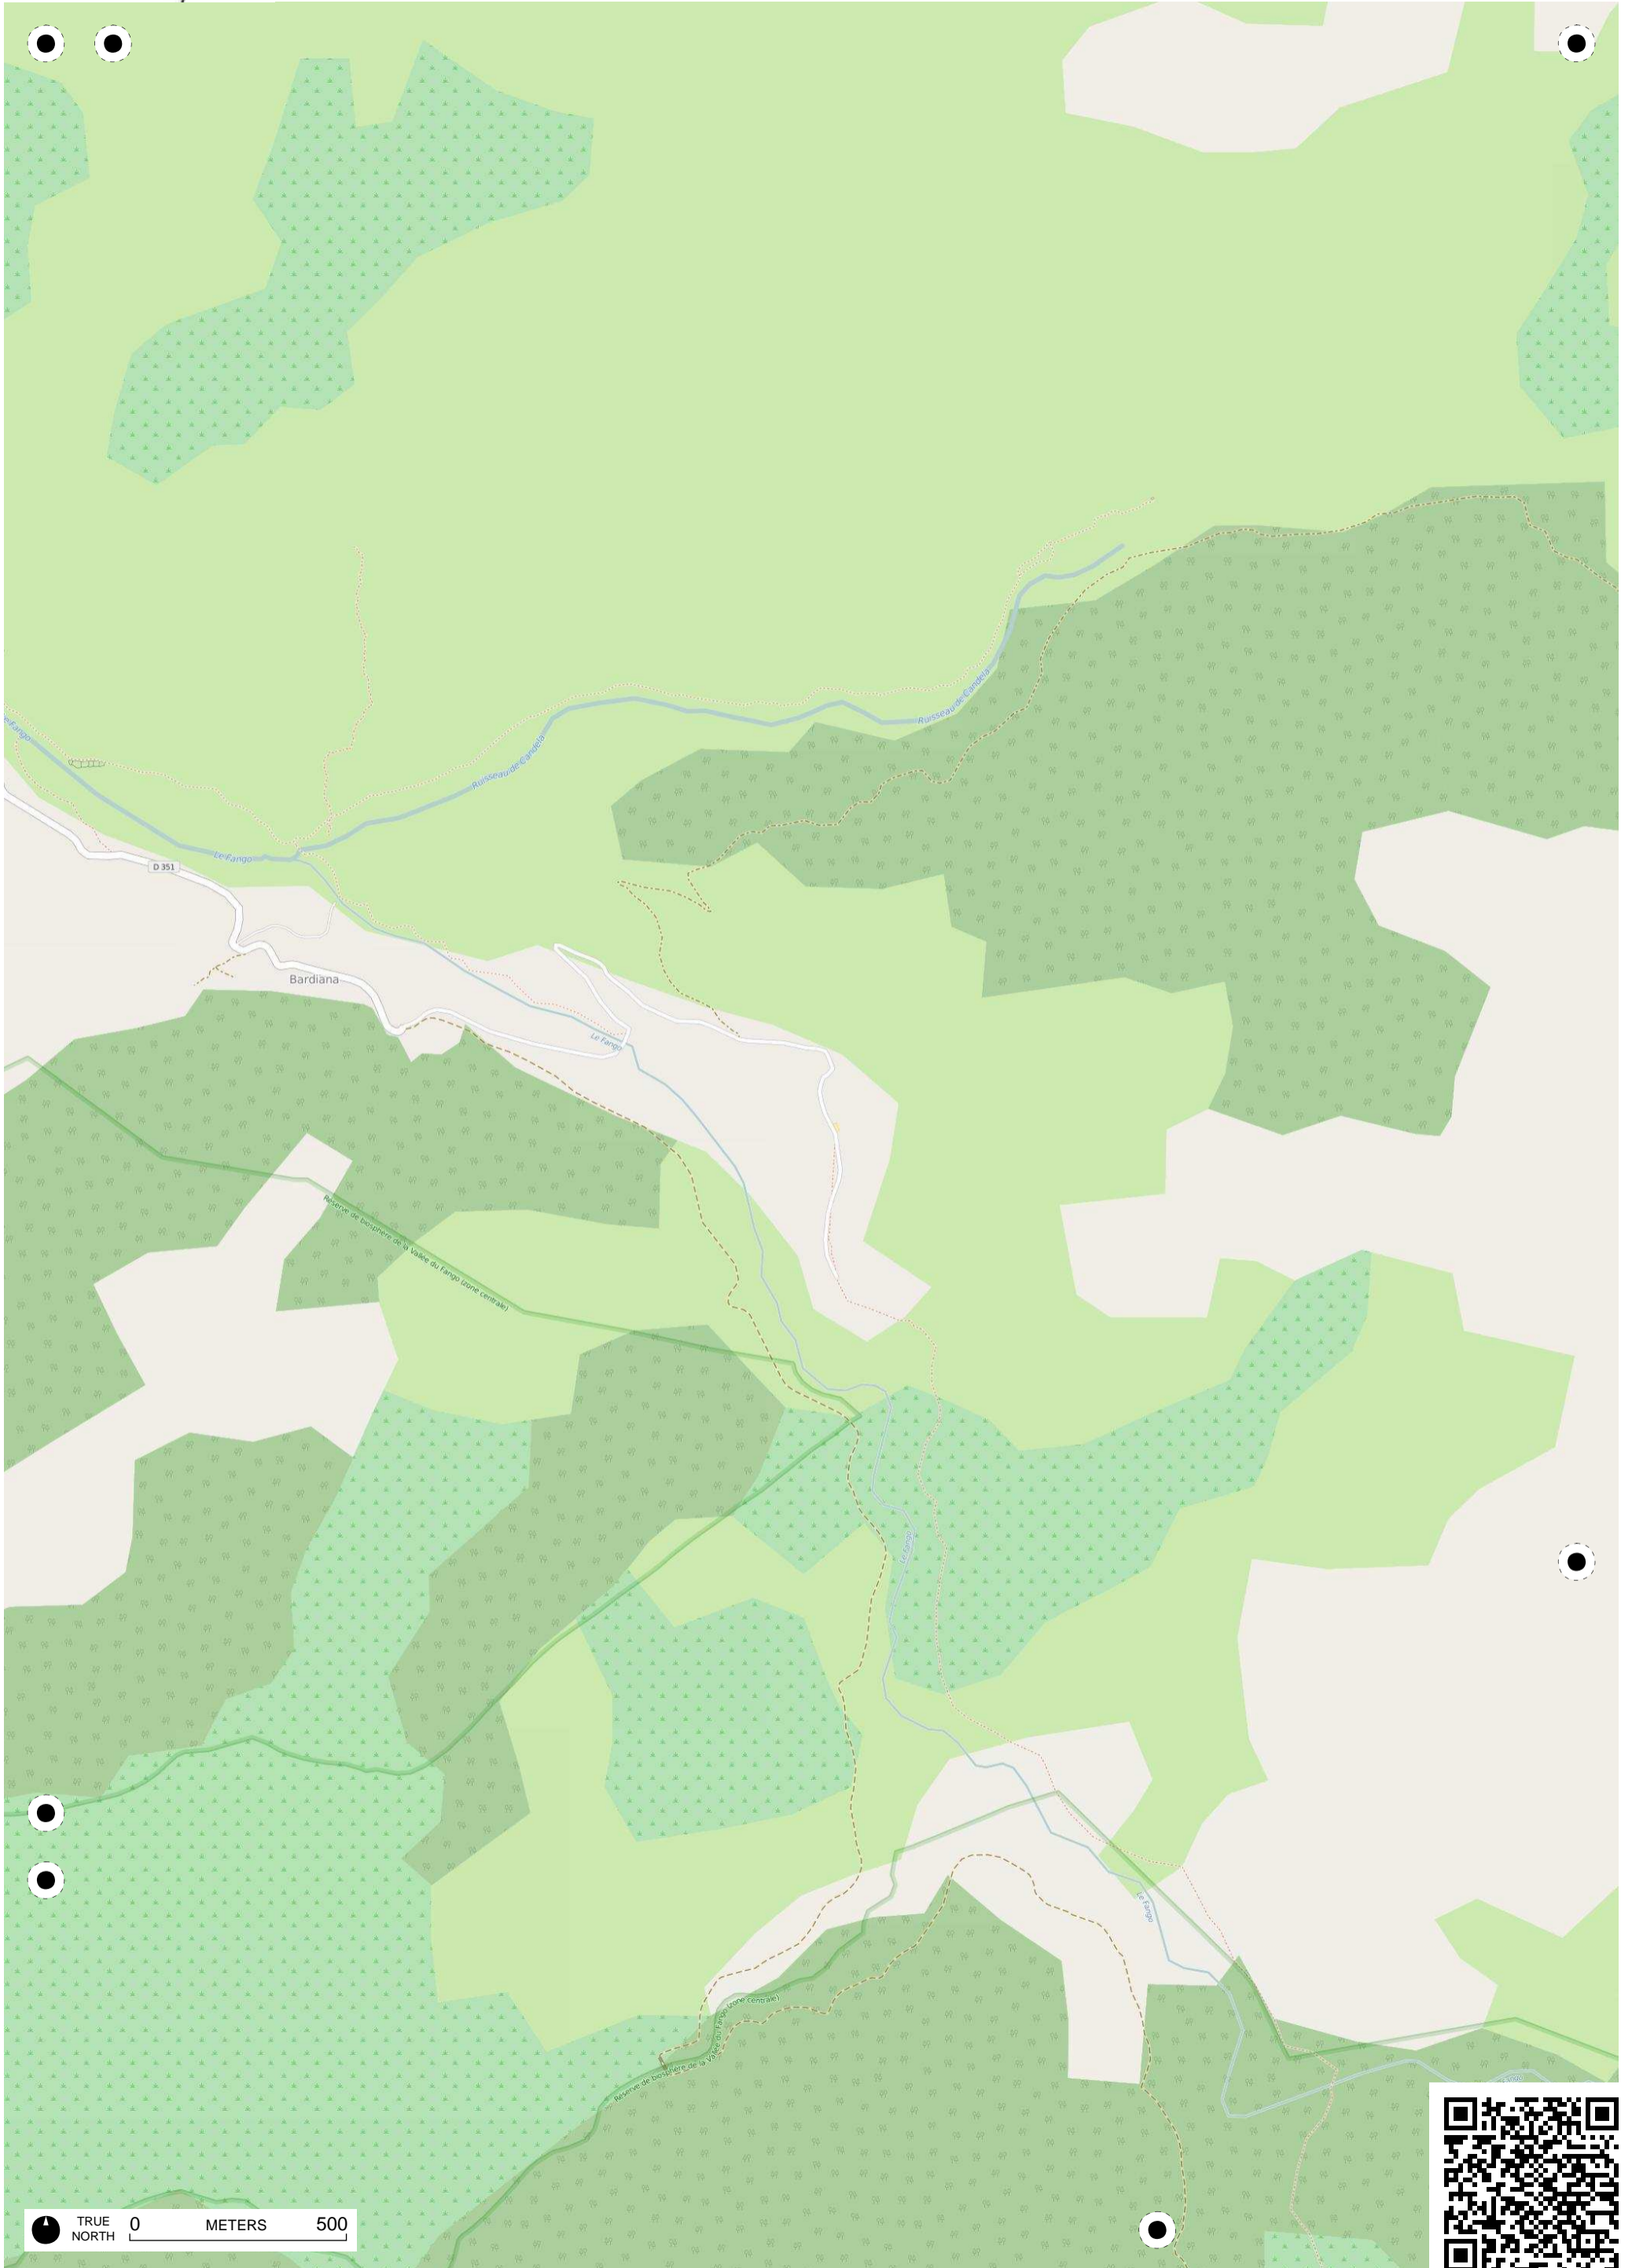 Ruisseau de Candela
Le Fango
Ruisseau de Candela
Le Fango
D 351
Bardiana
Le Fango
Réserve de biosphère de la Vallée du Fango (zone centrale)
Le Fango
Le Fango
Réserve de biosphère de la Vallée du Fango (zone centrale)
TRUE
NORTH
0 METERS 500